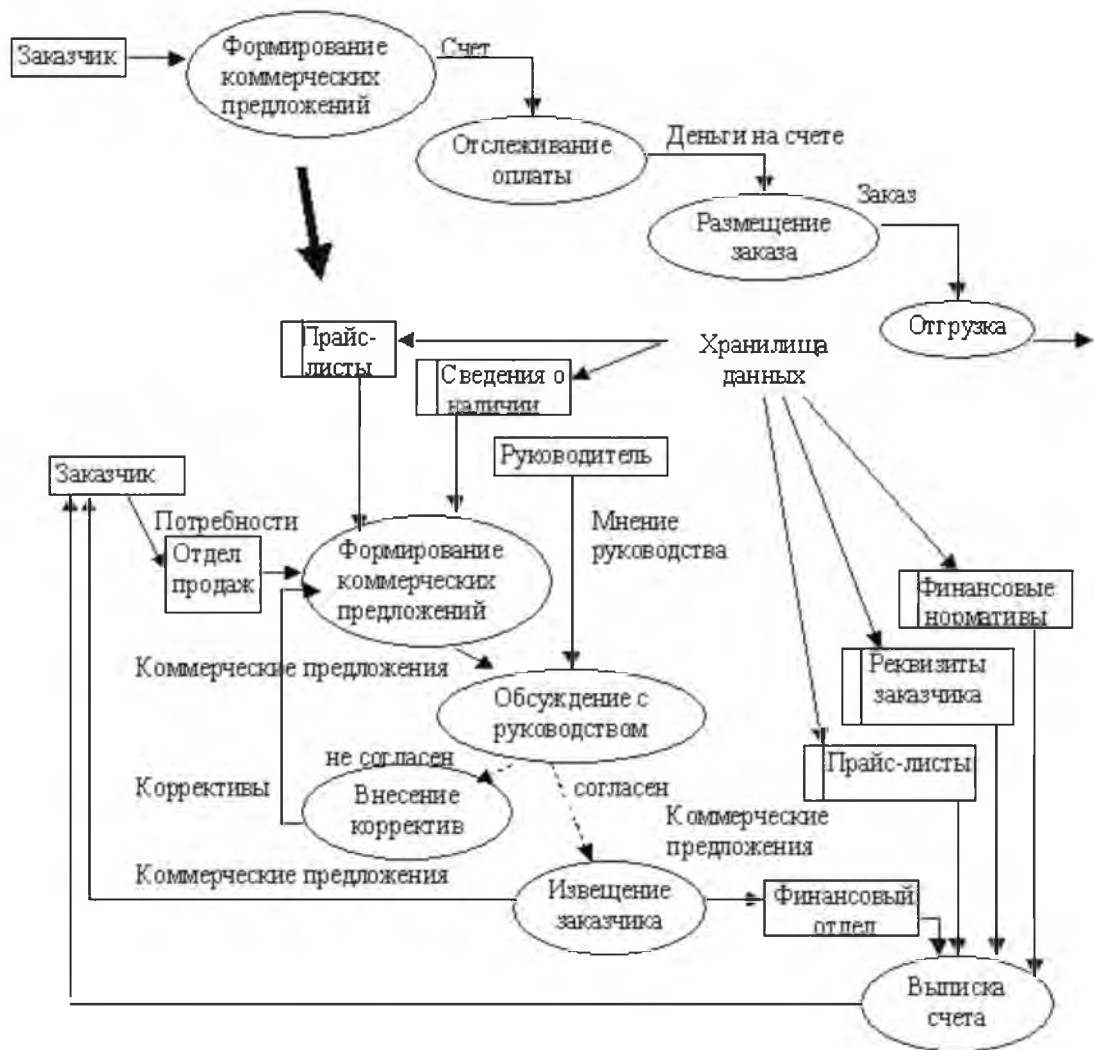 Заказчик
Формирование
коммерческих
предложений
Счет
Отслеживание
оплаты
Деньги на счете
Размещение
заказа
Заказ
Отгрузка
Прайс-
листы
Сведения о
наличии
Хранилища
данных
Заказчик
Руководитель
Потребности
Отдел
продаж
Формирование
коммерческих
предложений
Мнение
руководства
Финансовые
нормативы
Коммерческие предложения
Реквизиты
заказчика
Обсуждение с
руководством
Прайс-листы
не согласен
Коррективы
Внесение
корректив
согласен
Коммерческие
предложения
Коммерческие предложения
Извещение
заказчика
Финансовый
отдел
Выписка
счета